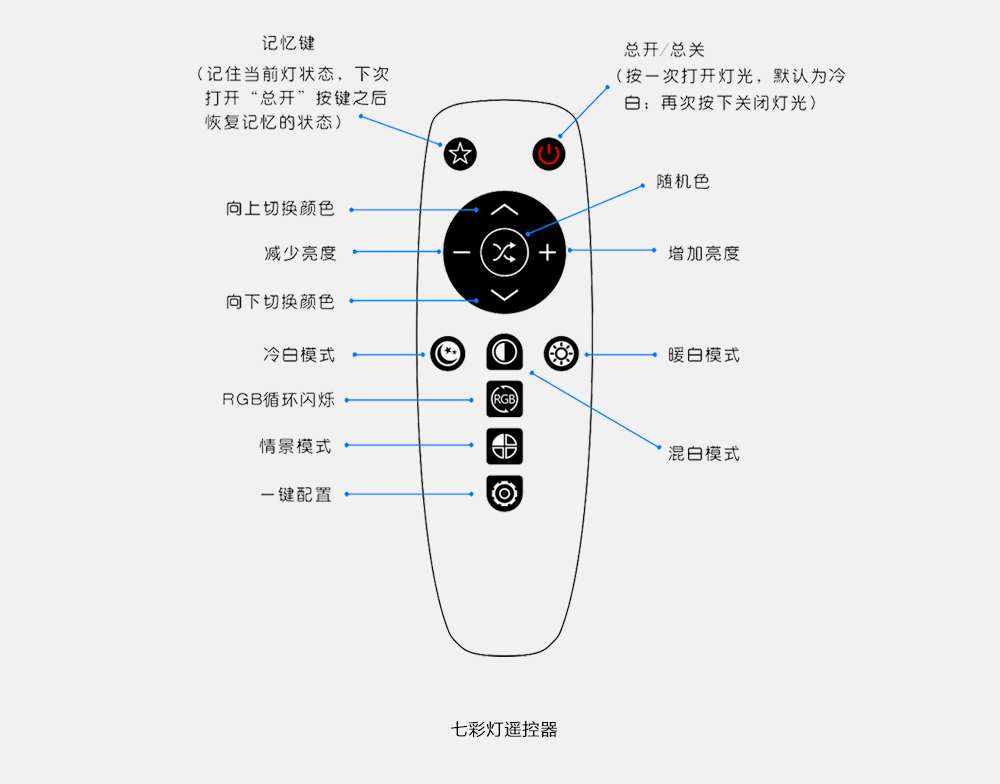 记忆键
（记住当前灯状态，下次
打开“总开”按键之后
恢复记忆的状态）
总开/总关
（按一次打开灯光，默认为冷
白；再次按下关闭灯光）
随机色
向上切换颜色
减少亮度
增加亮度
向下切换颜色
冷白模式
暖白模式
RGB循环闪烁
RGB
情景模式
混白模式
一键配置
七彩灯遥控器